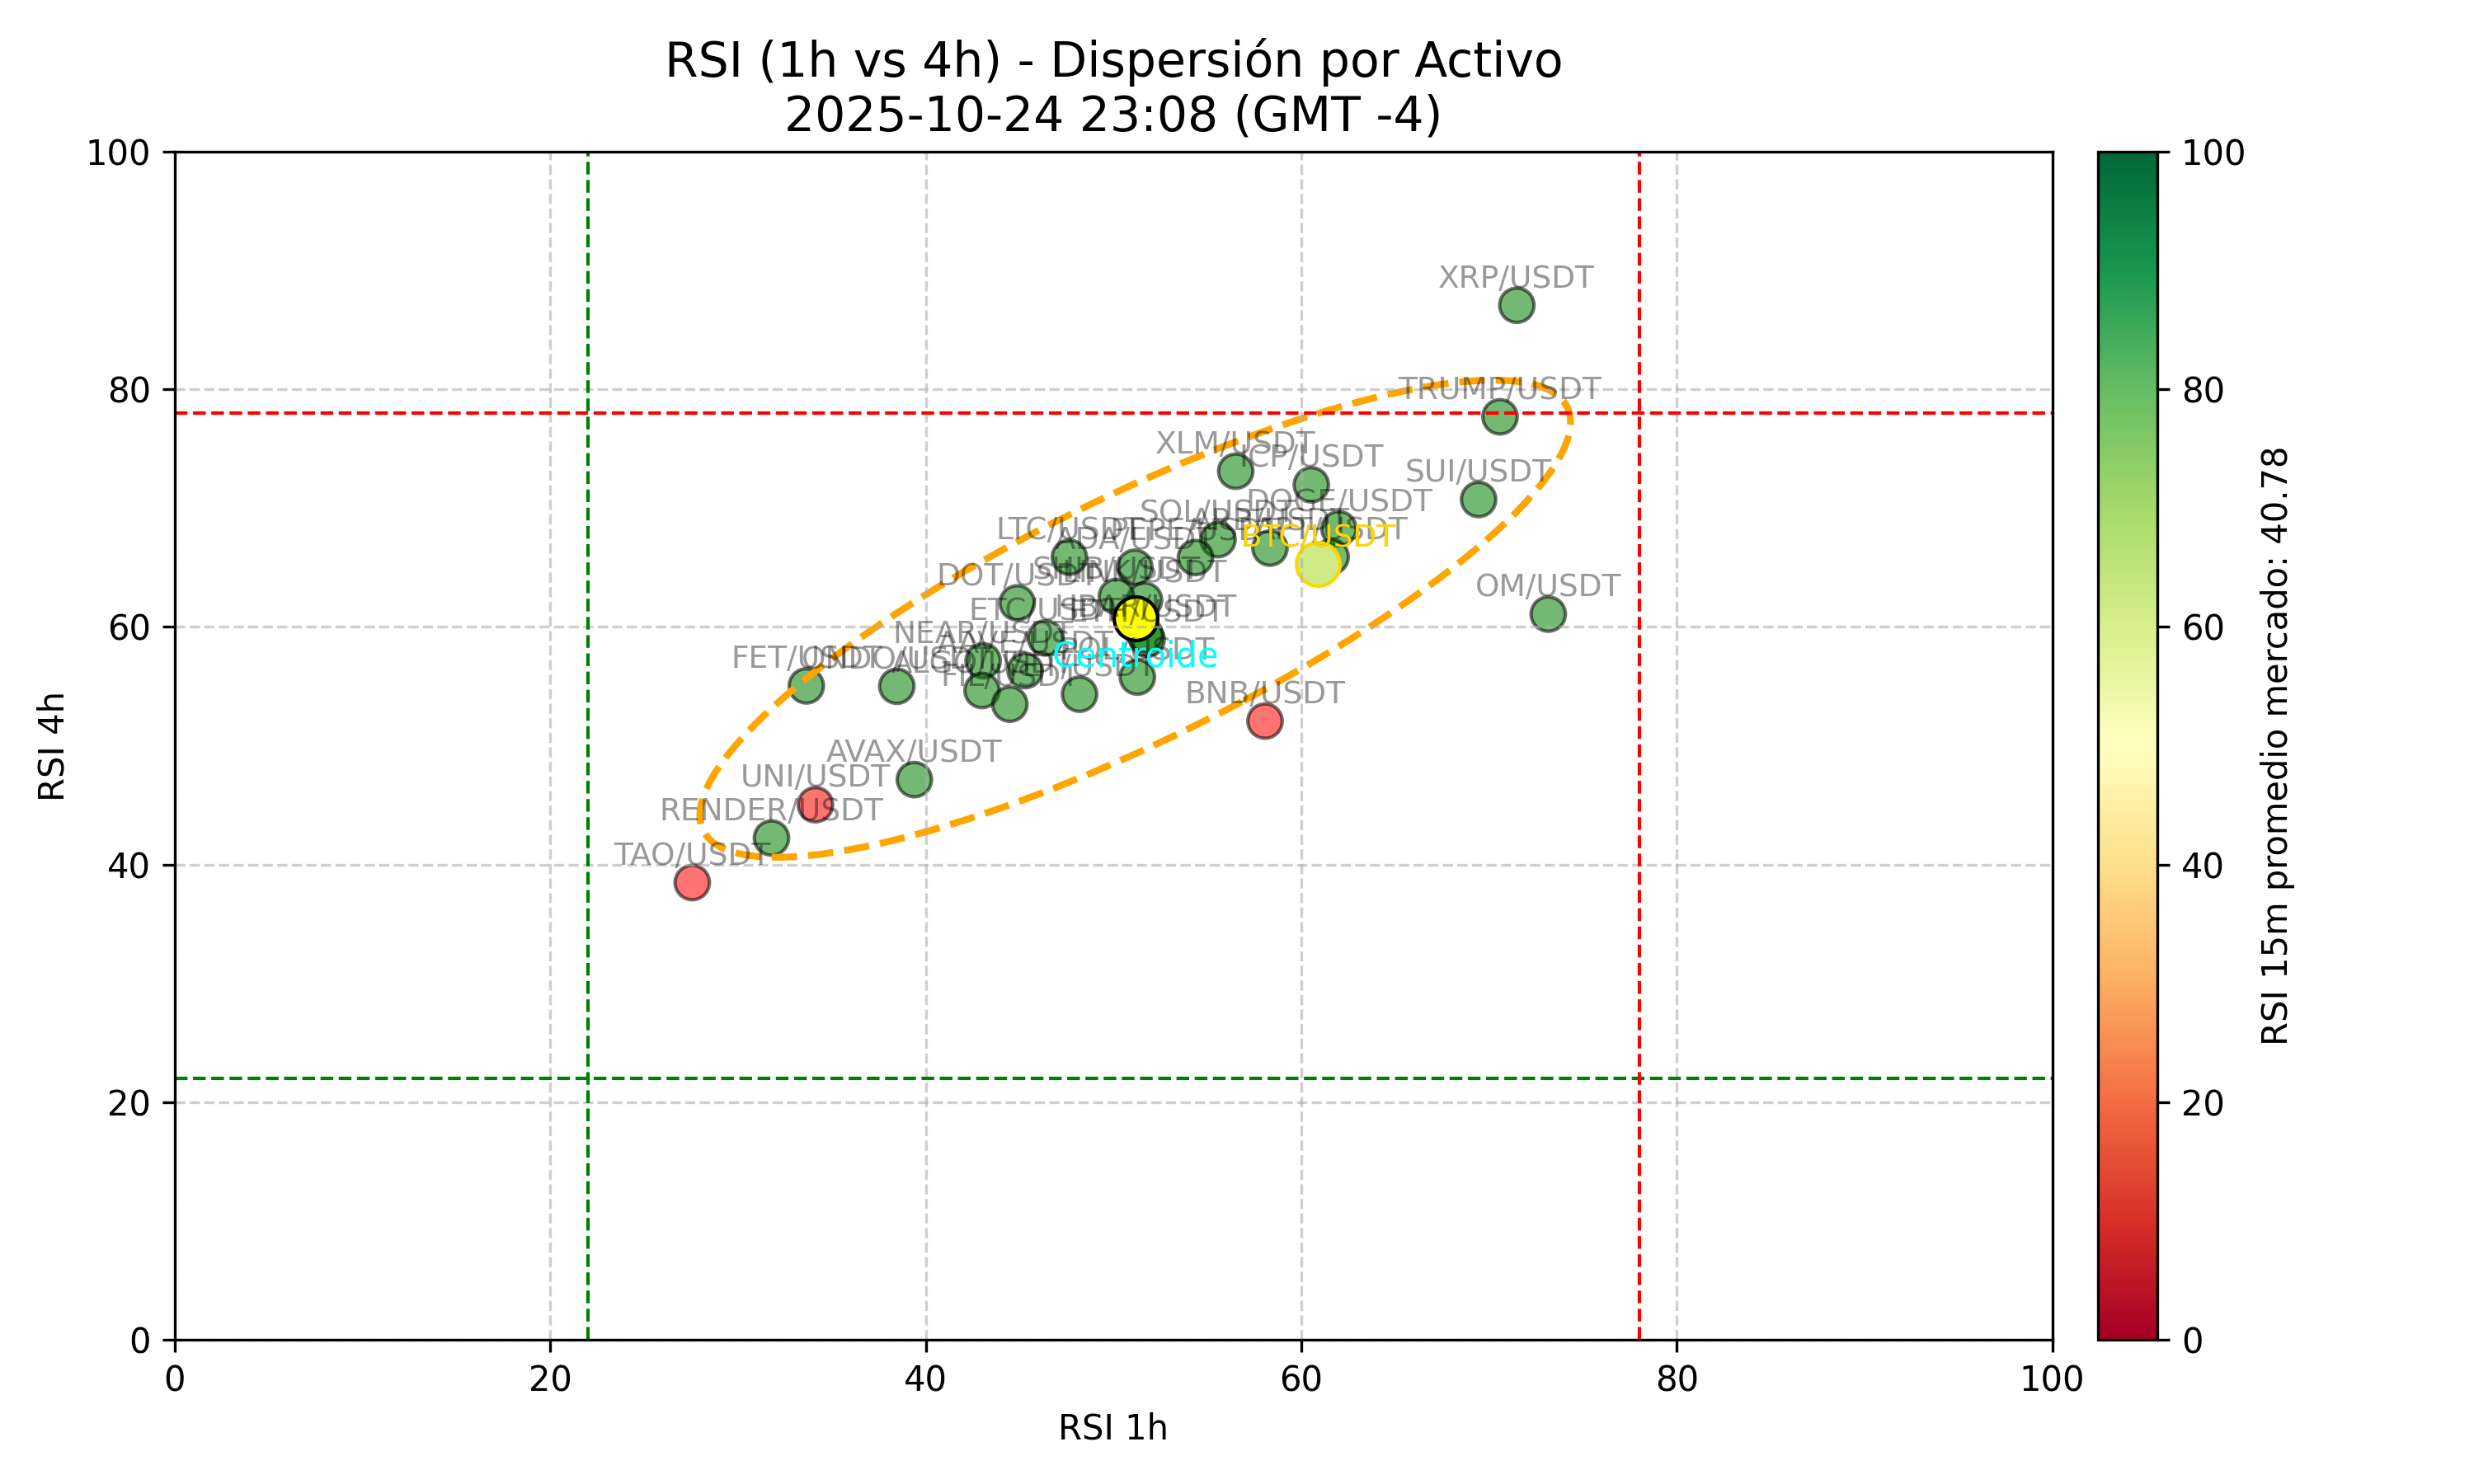 RSI (1h vs 4h) - Dispersión por Activo
2025-10-24 23:08 (GMT -4)
100
80
60
40
20
0
0
20
40
60
80
100
RSI 4h
RSI 1h
XRP/USDT
TRUMP/USDT
XLM/USDT
ICP/USDT
SUI/USDT
DOGE/USDT
SOL/USDT
LTC/USDT
BTC/USDT
DOT/USDT
OM/USDT
NEAR/USDT
FET/USDT
Centroide
BNB/USDT
AVAX/USDT
UNI/USDT
RENDER/USDT
TAO/USDT
100
80
60
40
20
0
RSI 15m promedio mercado: 40.78